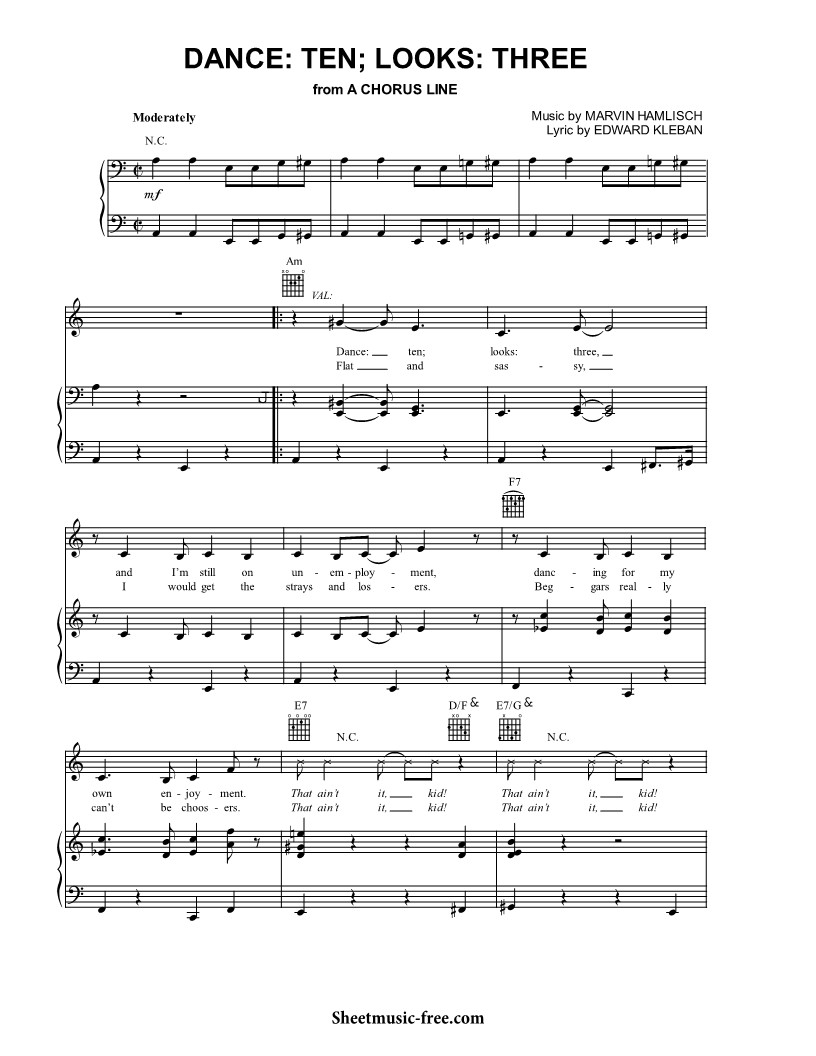 DANCE: TEN; LOOKS: THREE
from A CHORUS LINE
Moderately
Music by MARVIN HAMLISCH
Lyric by EDWARD KLEBAN
N.C.
mf
Am
VAL:
Dance: ten; looks: three,
Flat and sas - sy,
F7
and I'm still on un - em - ploy - ment, danc - ing for my
I would get the strays and los - ers. Beg - gars real - ly
E7 N.C. D/F & E7/G & N.C.
own en - joy - ment. That ain't it, kid! That ain't it, kid!
can't be choos - ers. That ain't it, kid! That ain't it, kid!
Sheetmusic-free.com